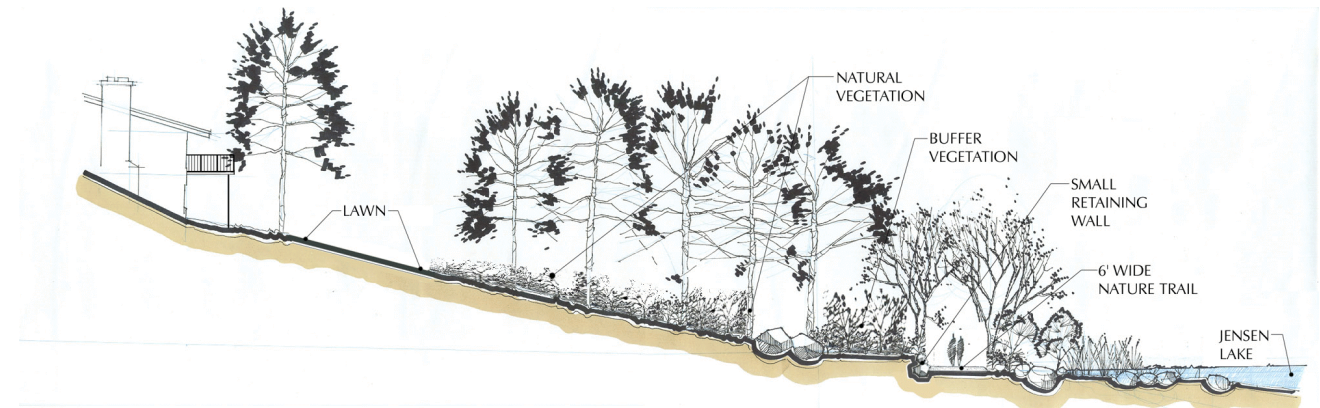 NATURAL
VEGETATION
BUFFER
VEGETATION
SMALL
RETAINING
WALL
LAWN
6' WIDE
NATURE TRAIL
JENSEN
LAKE